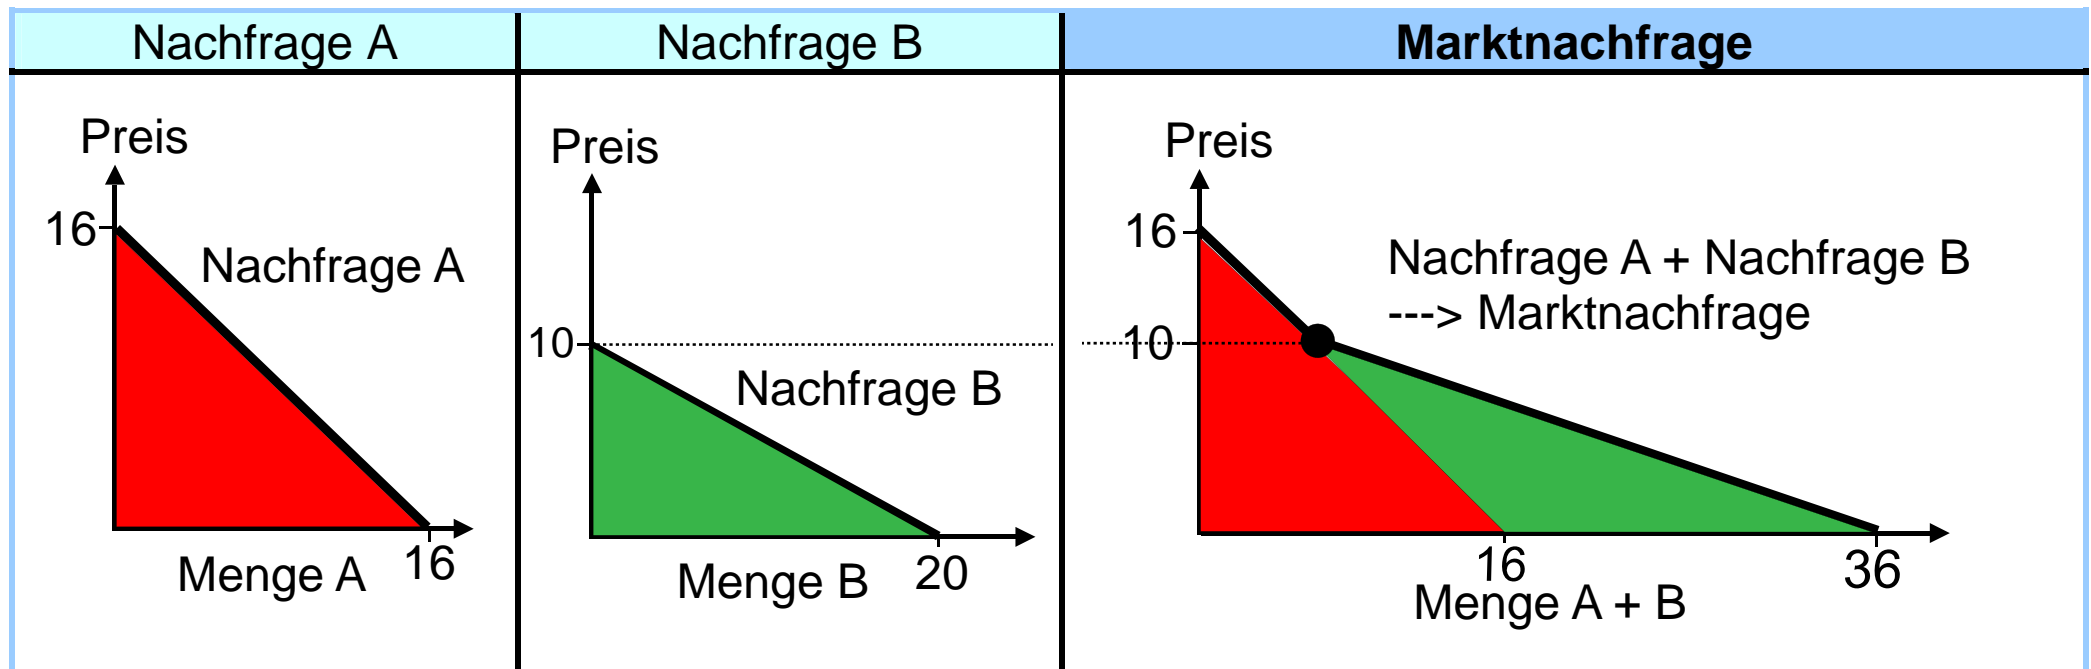 Nachfrage A
Nachfrage B
Marktnachfrage
Preis
16
Nachfrage A
Menge A
16
Preis
10
Nachfrage B
Menge B
20
Preis
16
Nachfrage A + Nachfrage B
---> Marktnachfrage
10
16
36
Menge A + B